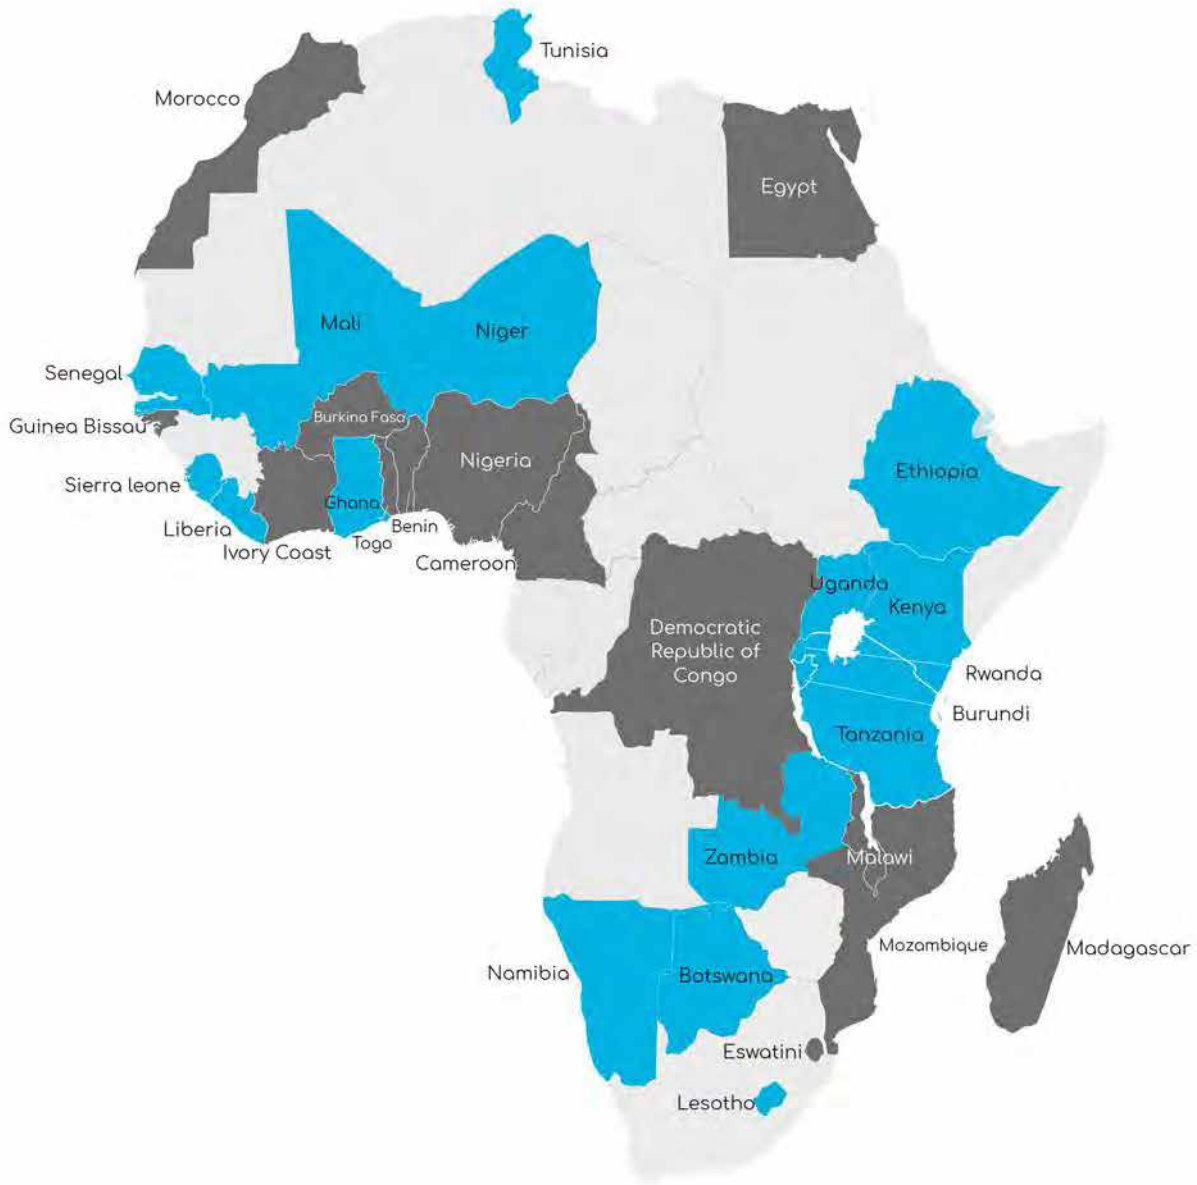 Tunisia
Morocco
Egypt
Mali
Niger
Senegal
Burkina Faso
Guinea Bissau
Nigeria
Ethiopia
Sierra leone
Ghana
Liberia
Benin
Ivory Coast
Togo
Cameroon
Uganda
Kenya
Democratic
Republic of
Congo
Rwanda
Burundi
Tanzania
Zambia
Malawi
Mozambique
Madagascar
Namibia
Botswana
Eswatini
Lesotho